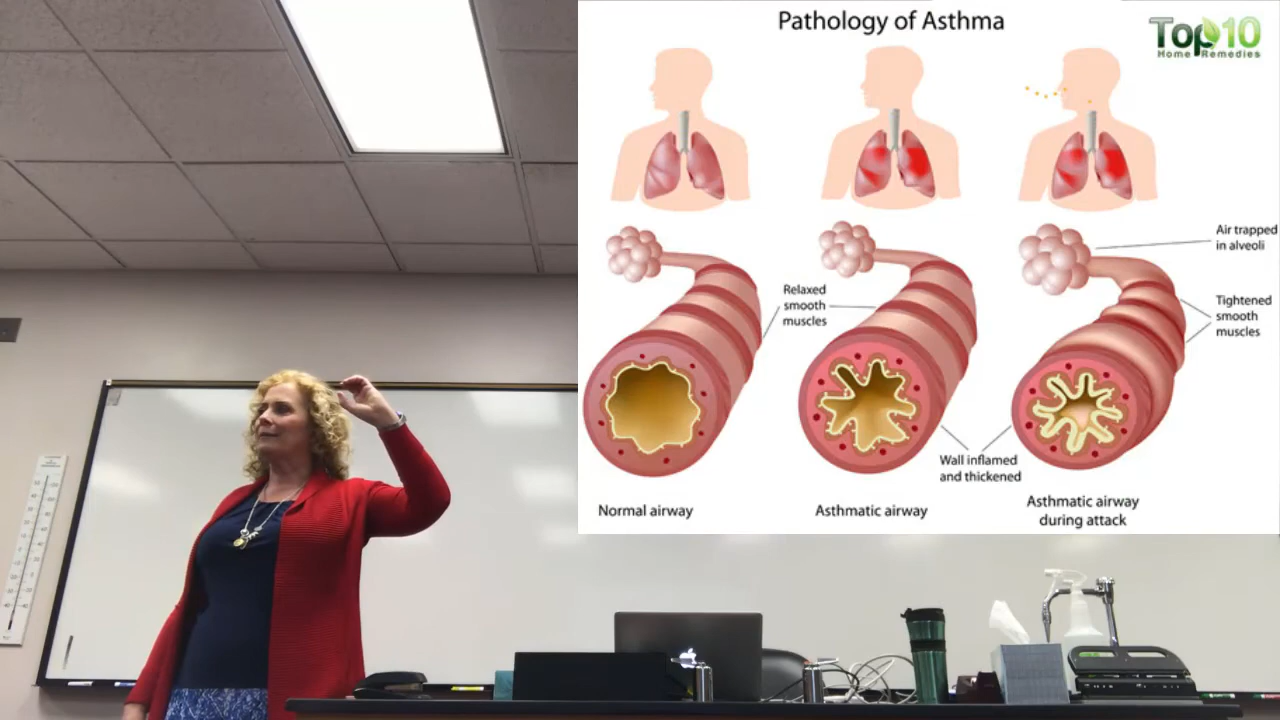 Pathology of Asthma
Top10
Home Remedies
Air trapped
in alveoli
Relaxed
smooth
muscles
Tightened
smooth
muscles
Wall inflamed
and thickened
Normal airway
Asthmatic airway
Asthmatic airway
during attack